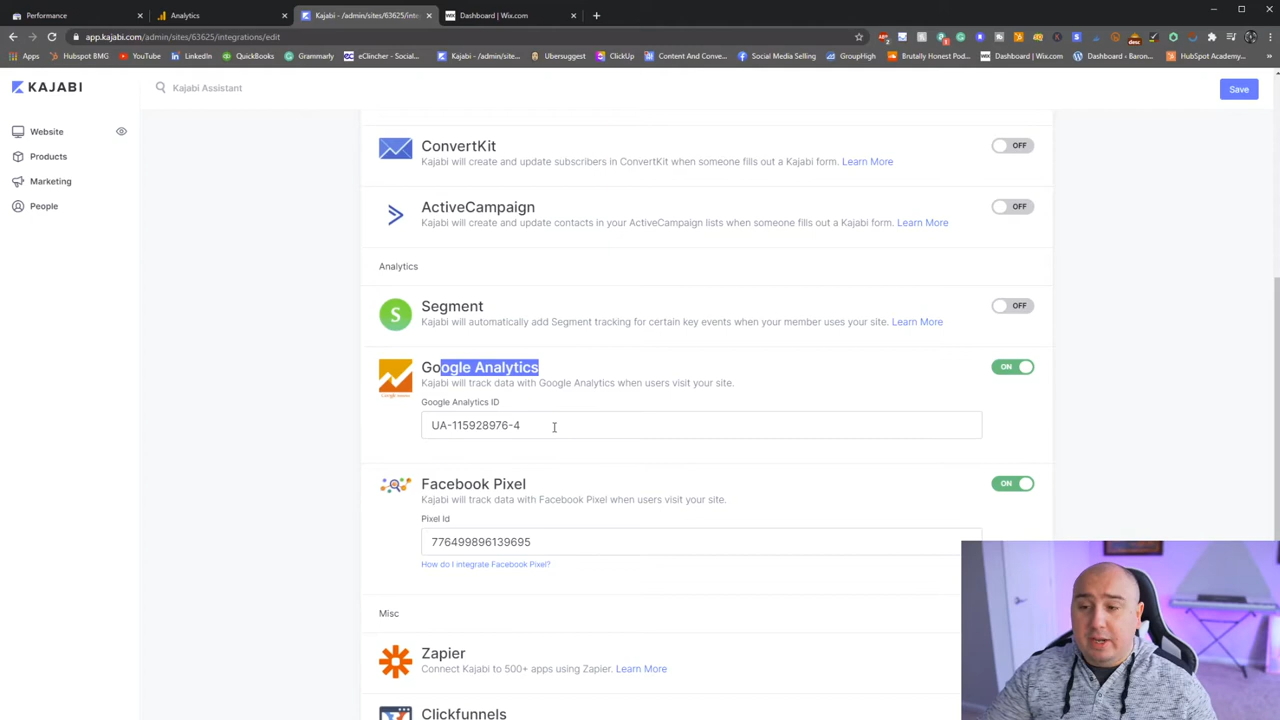 Performance
Analytics
Kajabi - /admin/sites/63625/inte
Dashboard | Wix.com
app.kajabi.com/admin/sites/63625/integrations/edit
Apps
Hubspot BMG
YouTube
LinkedIn
QuickBooks
Grammarly
eClincher - Social...
Kajabi - /admin/site...
Ubersuggest
ClickUp
Content And Conve...
Social Media Selling
Brutally Honest Pod...
Dashboard | Wix.com
Dashboard - Baron...
HubSpot Academy...
KAJABI
Kajabi Assistant
Save
Website
Products
Marketing
People
ConvertKit
Kajabi will create and update subscribers in ConvertKit when someone fills out a Kajabi form. Learn More
OFF
ActiveCampaign
Kajabi will create and update contacts in your ActiveCampaign lists when someone fills out a Kajabi form. Learn More
OFF
Analytics
S
Segment
Kajabi will automatically add Segment tracking for certain key events when your member uses your site. Learn More
OFF
Google Analytics
Kajabi will track data with Google Analytics when users visit your site.
ON
Google Analytics ID
UA-115928976-4
Facebook Pixel
Kajabi will track data with Facebook Pixel when users visit your site.
ON
Pixel Id
776499896139695
How do I integrate Facebook Pixel?
Misc
Zapier
Connect Kajabi to 500+ apps using Zapier. Learn More
Clickfunnels